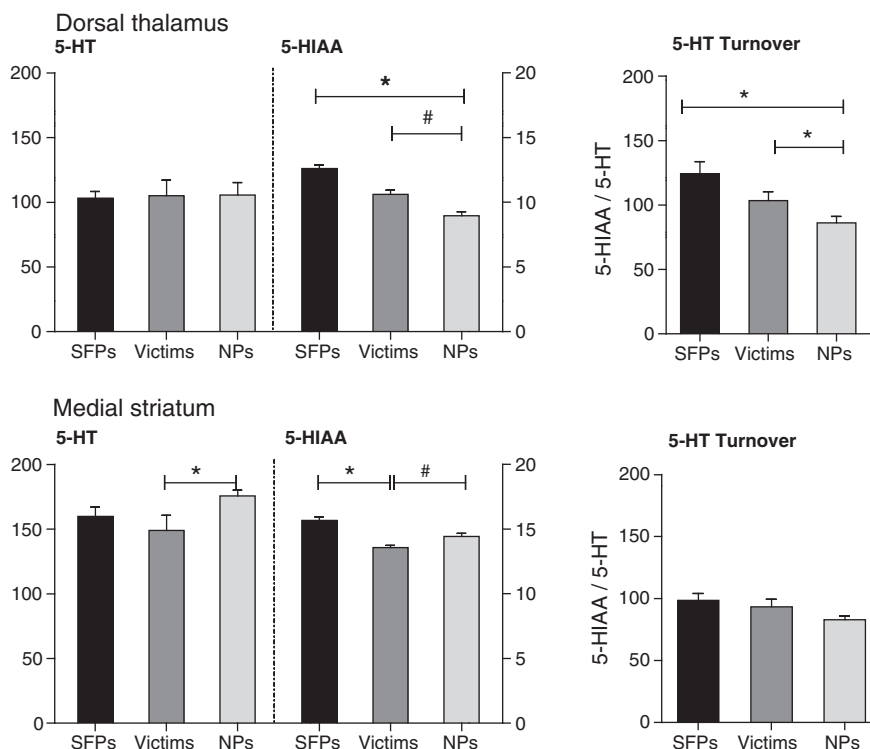 Dorsal thalamus
5-HT 5-HIAA
5-HT Turnover
200 20
150 15
100 10
50 5
0 0
* #
SFPs Victims NPs SFPs Victims NPs
200
150
100
50
0
5-HIAA / 5-HT
* *
SFPs Victims NPs
Medial striatum
5-HT 5-HIAA
5-HT Turnover
200 20
150 15
100 10
50 5
0 0
* * #
SFPs Victims NPs SFPs Victims NPs
200
150
100
50
0
5-HIAA / 5-HT
SFPs Victims NPs